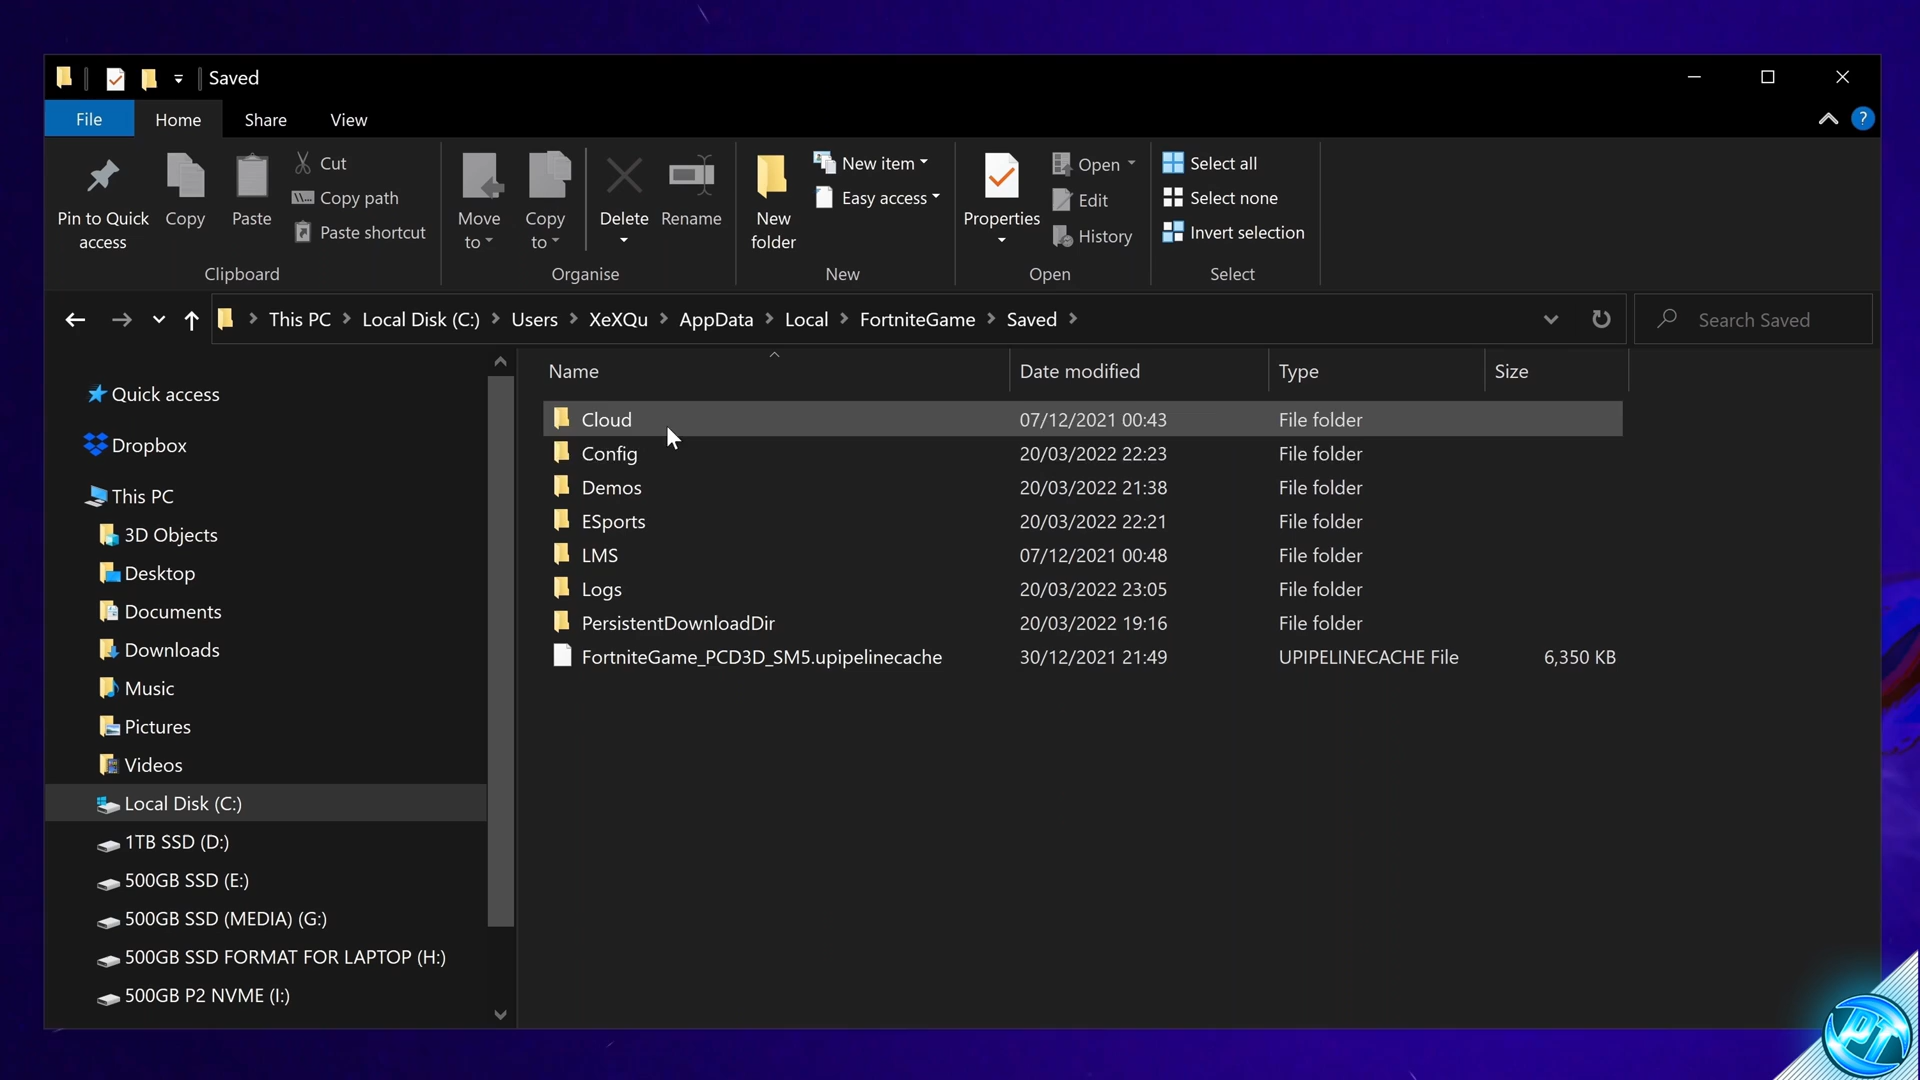 Saved
File Home Share View
Pin to Quick access
Copy
Paste
Cut
Copy path
Paste shortcut
Clipboard
Move to
Copy to
Delete
Rename
Organise
New folder
New item
Easy access
New
Properties
Open
Edit
History
Open
Select all
Select none
Invert selection
Select
This PC Local Disk (C:) Users XeXQu AppData Local FortniteGame Saved
Search Saved
Quick access
Dropbox
This PC
3D Objects
Desktop
Documents
Downloads
Music
Pictures
Videos
Local Disk (C:)
1TB SSD (D:)
500GB SSD (E:)
500GB SSD (MEDIA) (G:)
500GB SSD FORMAT FOR LAPTOP (H:)
500GB P2 NVME (I:)
Name Date modified Type Size
Cloud 07/12/2021 00:43 File folder
Config 20/03/2022 22:23 File folder
Demos 20/03/2022 21:38 File folder
ESports 20/03/2022 22:21 File folder
LMS 07/12/2021 00:48 File folder
Logs 20/03/2022 23:05 File folder
PersistentDownloadDir 20/03/2022 19:16 File folder
FortniteGame_PCD3D_SM5.upipelinecache 30/12/2021 21:49 UPIPELINECACHE File 6,350 KB
PT